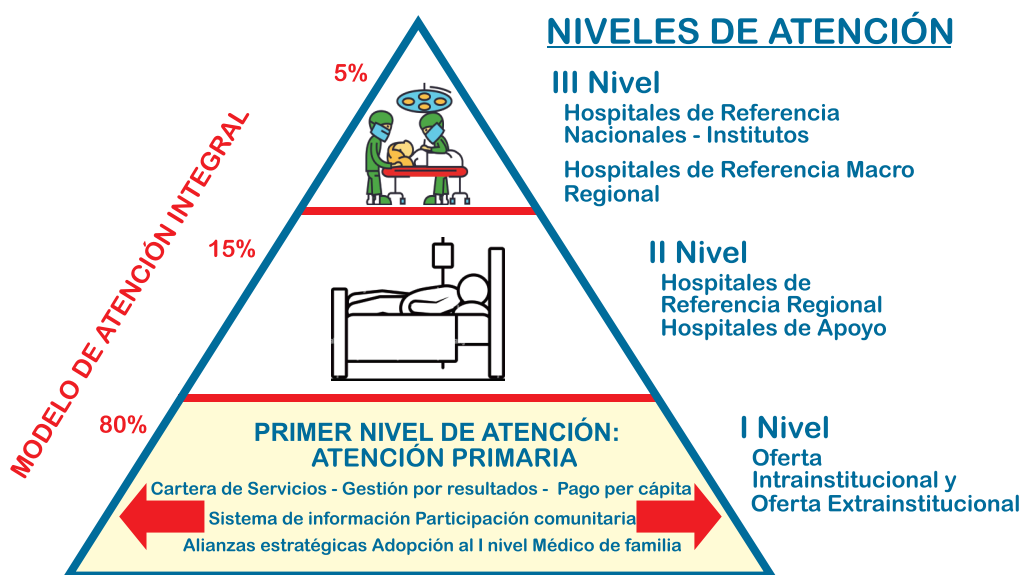 NIVELES DE ATENCIÓN
5%
III Nivel
Hospitales de Referencia
Nacionales - Institutos
Hospitales de Referencia Macro
Regional
MODELO DE ATENCIÓN INTEGRAL
15%
II Nivel
Hospitales de
Referencia Regional
Hospitales de Apoyo
80%
I Nivel
Oferta
Intrainstitucional y
Oferta Extrainstitucional
PRIMER NIVEL DE ATENCIÓN:
ATENCIÓN PRIMARIA
Cartera de Servicios - Gestión por resultados - Pago per cápita
Sistema de información Participación comunitaria
Alianzas estratégicas Adopción al I nivel Médico de familia